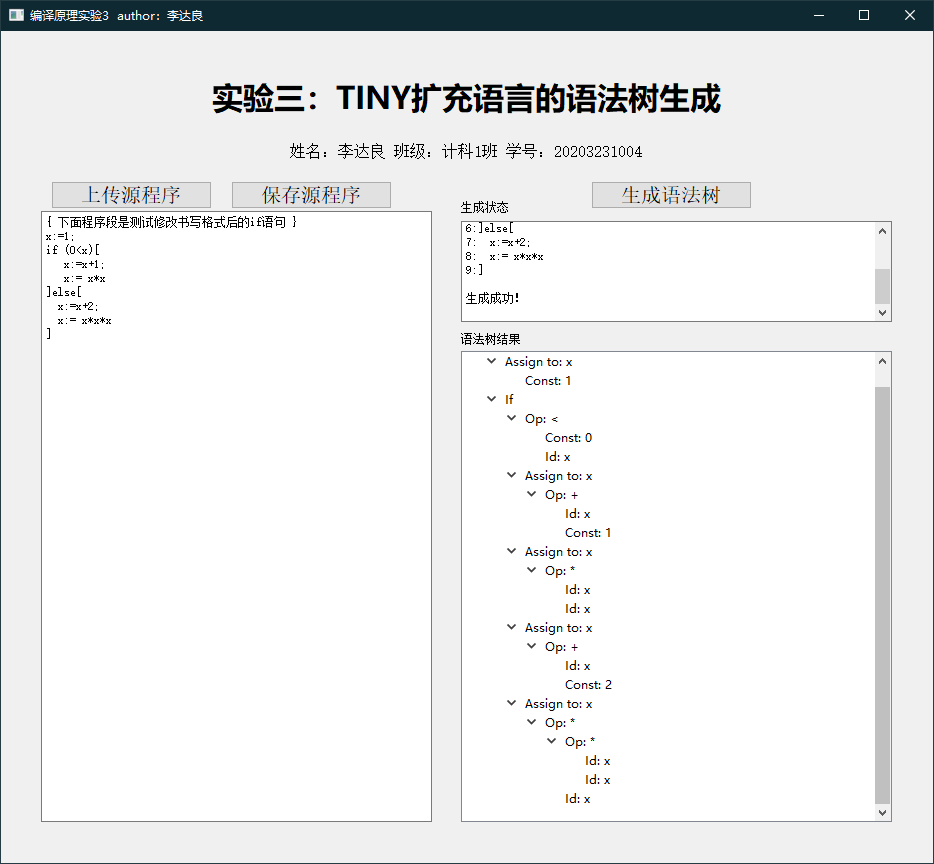 编译原理实验3 author：李达良
实验三：TINY扩充语言的语法树生成
姓名：李达良 班级：计科1班 学号：20203231004
上传源程序
保存源程序
{ 下面程序段是测试修改书写格式后的if语句 }
x:=1;
if (0<x)[
   x:=x+1;
   x:= x*x
]else[
  x:=x+2;
  x:= x*x*x
]
生成语法树
生成状态
6:]else[
7:  x:=x+2;
8:  x:= x*x*x
9:]
生成成功!
语法树结果
Assign to: x
Const: 1
If
Op: <
Const: 0
Id: x
Assign to: x
Op: +
Id: x
Const: 1
Assign to: x
Op: *
Id: x
Id: x
Assign to: x
Op: +
Id: x
Const: 2
Assign to: x
Op: *
Op: *
Id: x
Id: x
Id: x